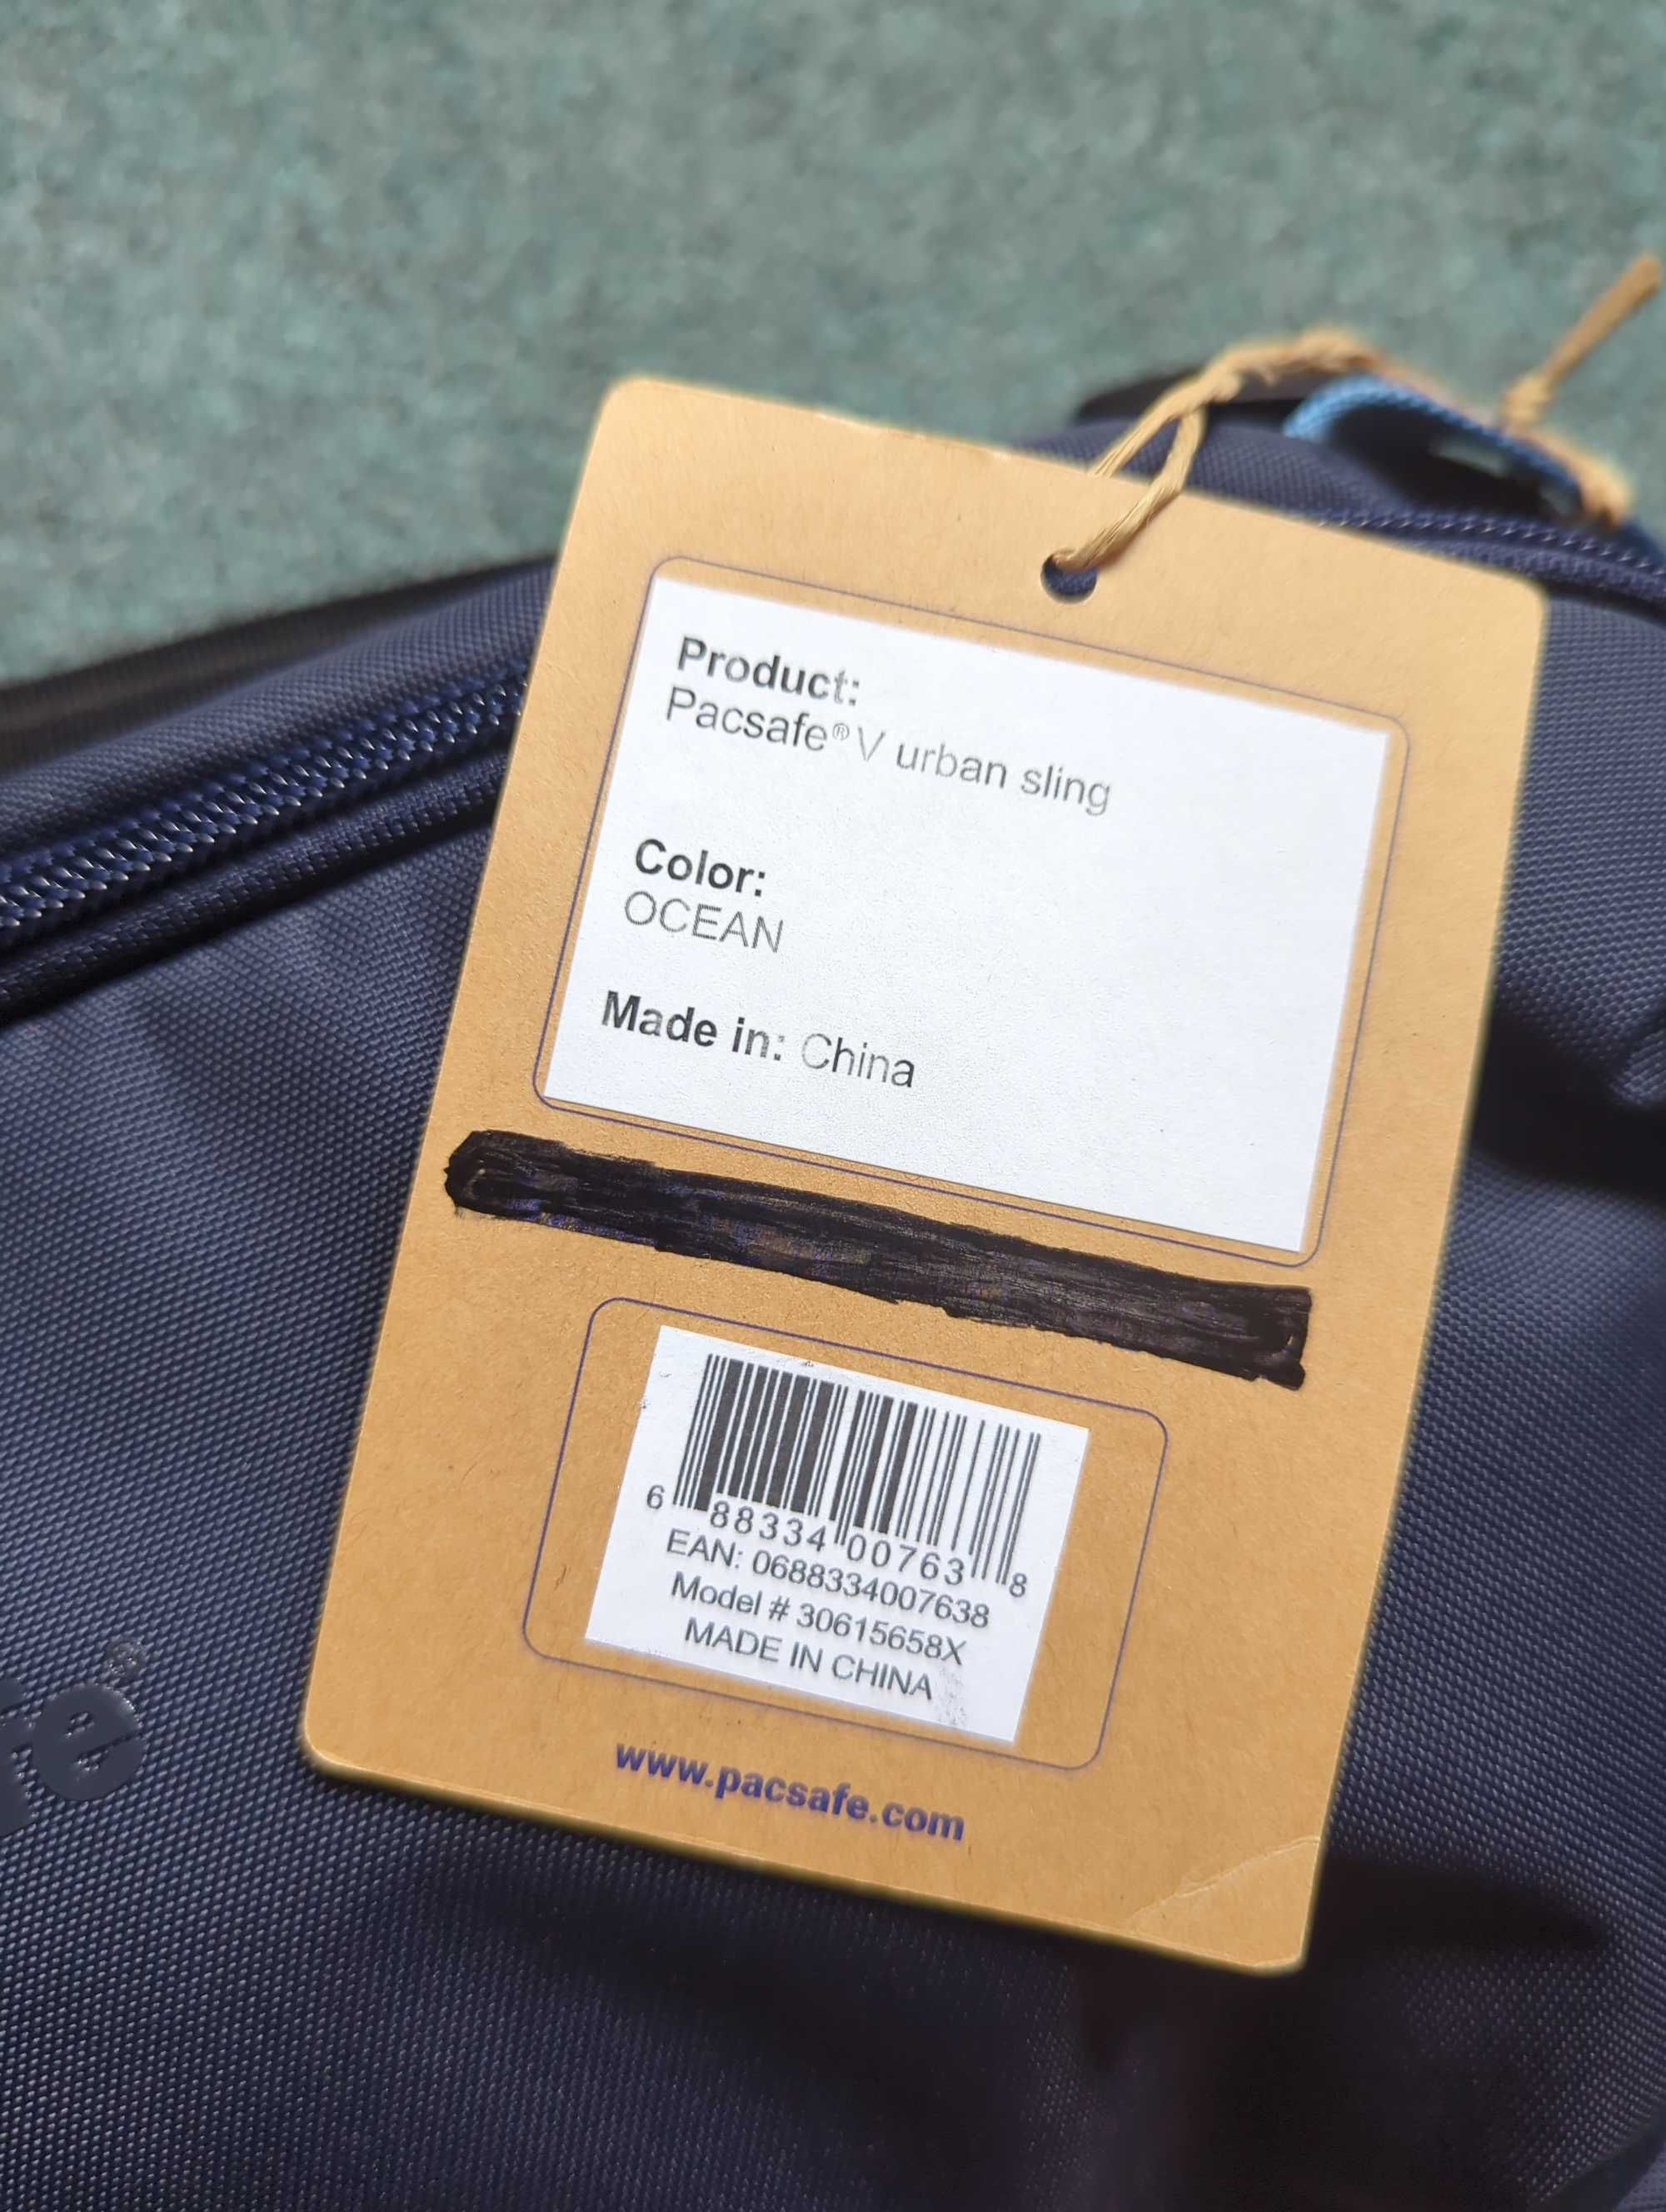 Product:
Pacsafe® V urban sling
Color:
OCEAN
Made in: China
6 88334 00763 8
EAN: 0688334007638
Model # 30615658X
MADE IN CHINA
www.pacsafe.com